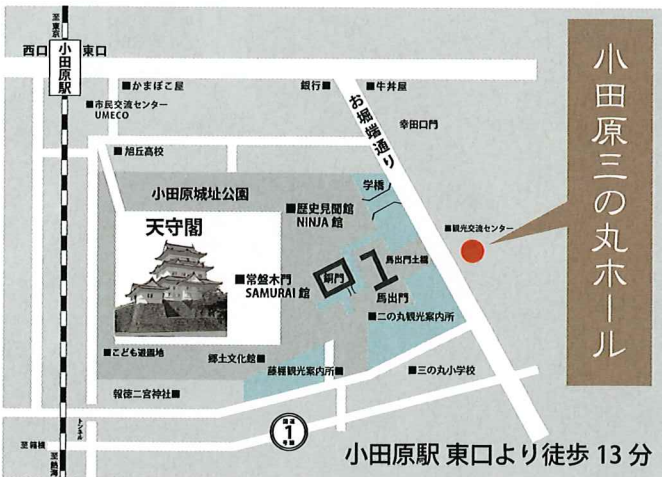 至東京
西口
小田原駅
東口
■かまぼこ屋
銀行■
■牛丼屋
■市民交流センター
UMECO
お堀端通り
幸田口門
■旭丘高校
小田原城址公園
学橋
天守閣
■歴史見聞館
NINJA館
■観光交流センター
小田原三の丸ホール
■常盤木門
SAMURAI館
銅門
馬出門土橋
馬出門
■二の丸観光案内所
■こども遊園地
郷土文化館■
藤棚観光案内所■
■三の丸小学校
報徳二宮神社■
トンネル
国道
1
号線
至箱根
至熱海
小田原駅 東口より徒歩 13 分